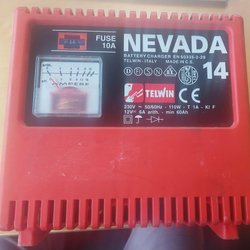 FUSE
10A
NEVADA
BATTERY CHARGER EN 60335-2-29
TELWIN - ITALY MADE IN C.E.
14
AMPERE
TELWIN
230V ~ 50/60Hz - 110W - T 1A - KI F
12V⎓ 6A arith. - min 60Ah